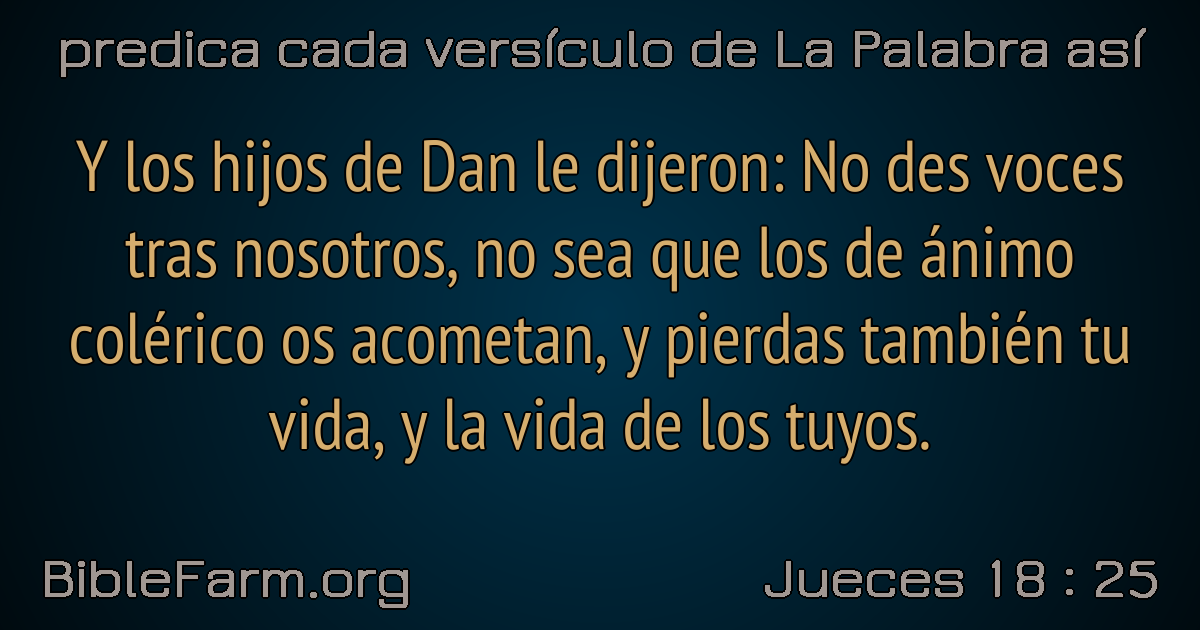 predica cada versículo de La Palabra así
Y los hijos de Dan le dijeron: No des voces
tras nosotros, no sea que los de ánimo
colérico os acometan, y pierdas también tu
vida, y la vida de los tuyos.
BibleFarm.org
Jueces 18 : 25